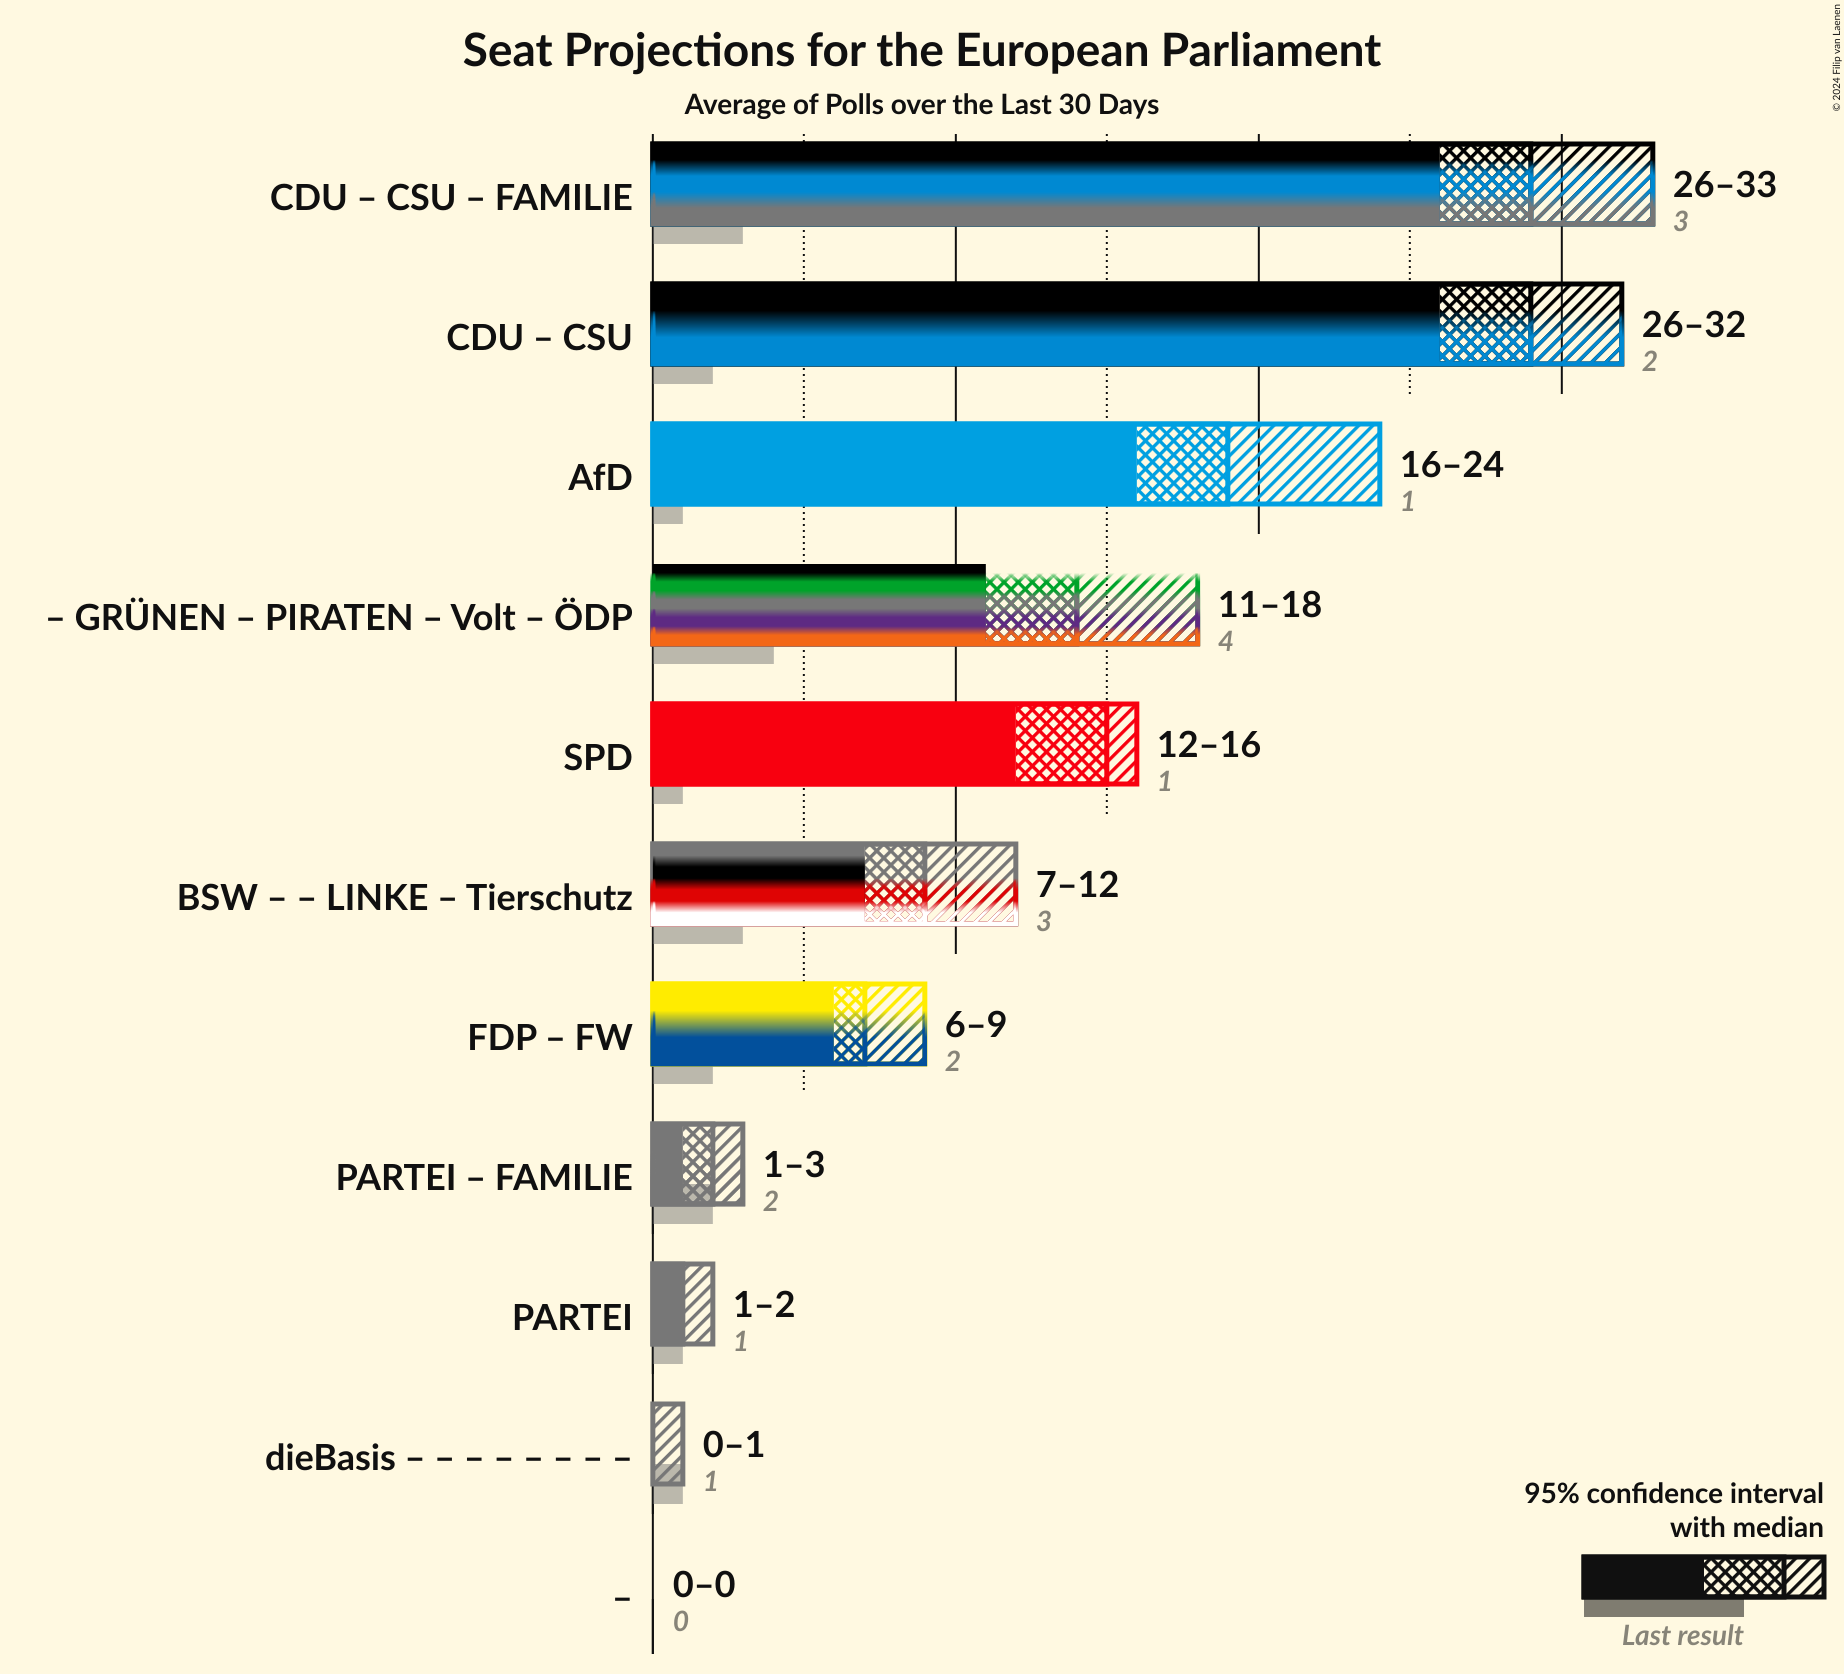 Seat Projections for the European Parliament
Average of Polls over the Last 30 Days
© 2024 Filip van Laenen
CDU – CSU – FAMILIE
26–33
3
CDU – CSU
26–32
2
AfD
16–24
1
– GRÜNEN – PIRATEN – Volt – ÖDP
11–18
4
SPD
12–16
1
BSW – – LINKE – Tierschutz
7–12
3
FDP – FW
6–9
2
PARTEI – FAMILIE
1–3
2
PARTEI
1–2
1
dieBasis – – – – – – – –
0–1
1
–
0–0
0
95% confidence interval
with median
Last result